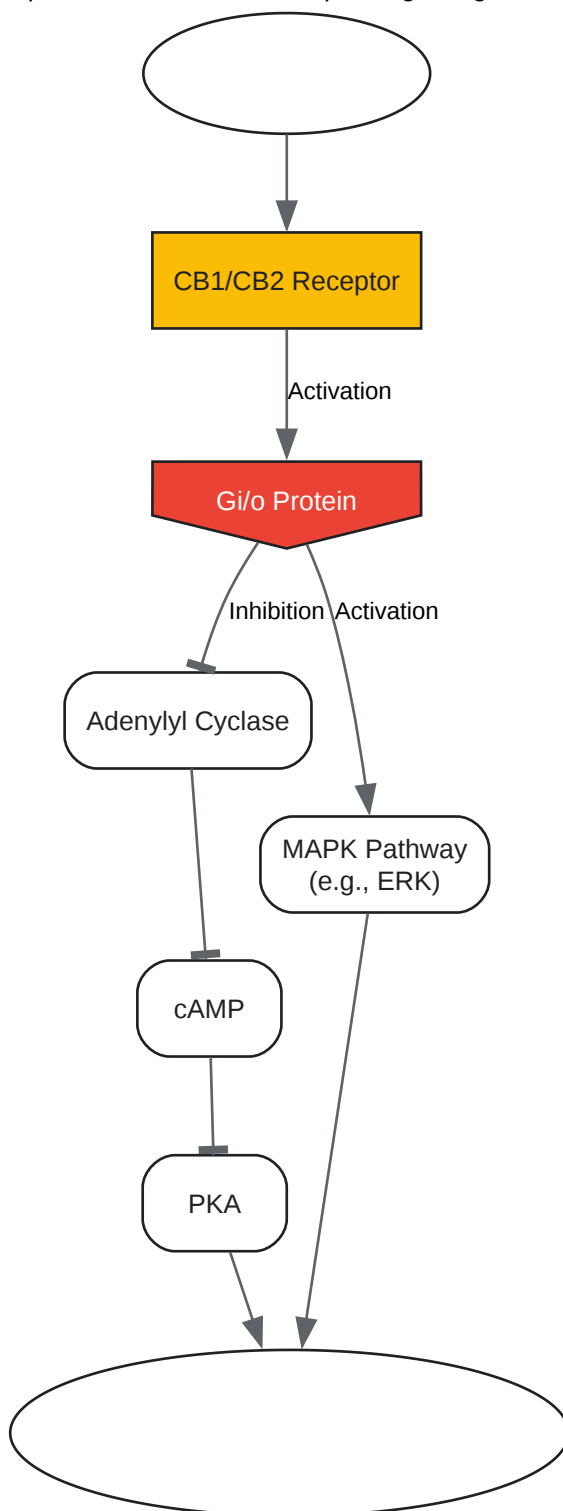 CB1/CB2 Receptor
Activation
Gi/o Protein
Inhibition
Activation
Adenylyl Cyclase
MAPK Pathway
(e.g., ERK)
cAMP
PKA